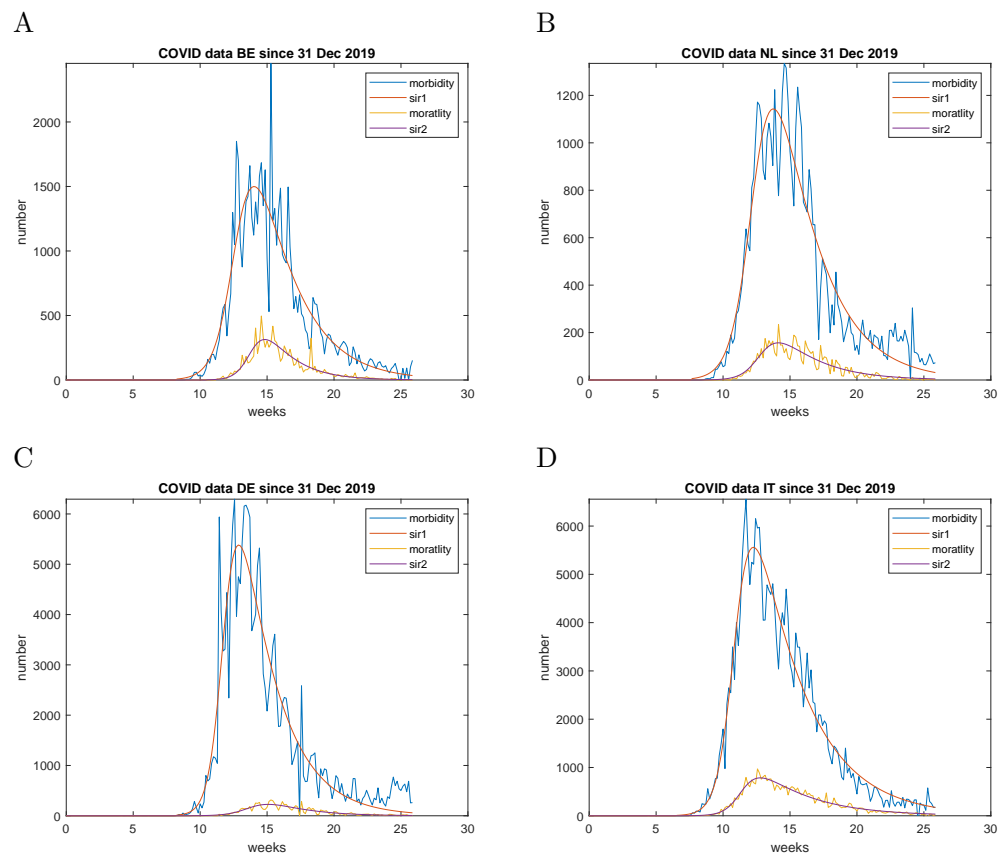 A
COVID data BE since 31 Dec 2019
morbidity
sir1
moratlity
sir2
number
2500
2000
1500
1000
500
0
0 5 10 15 20 25 30
weeks
B
COVID data NL since 31 Dec 2019
morbidity
sir1
moratlity
sir2
number
1200
1000
800
600
400
200
0
0 5 10 15 20 25 30
weeks
C
COVID data DE since 31 Dec 2019
morbidity
sir1
moratlity
sir2
number
6000
5000
4000
3000
2000
1000
0
0 5 10 15 20 25 30
weeks
D
COVID data IT since 31 Dec 2019
morbidity
sir1
moratlity
sir2
number
6000
5000
4000
3000
2000
1000
0
0 5 10 15 20 25 30
weeks